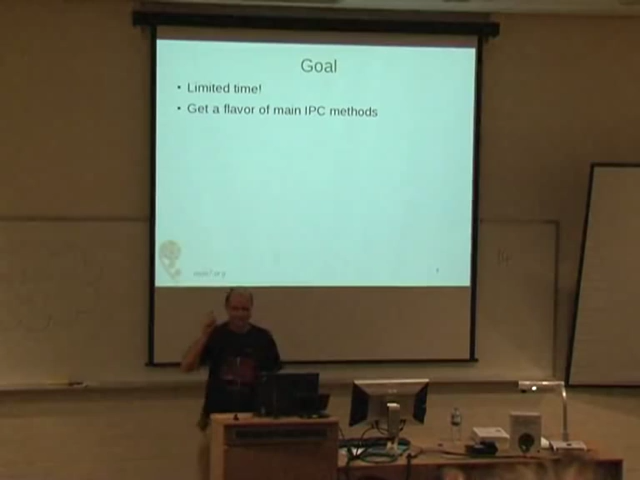 Goal
• Limited time!
• Get a flavor of main IPC methods